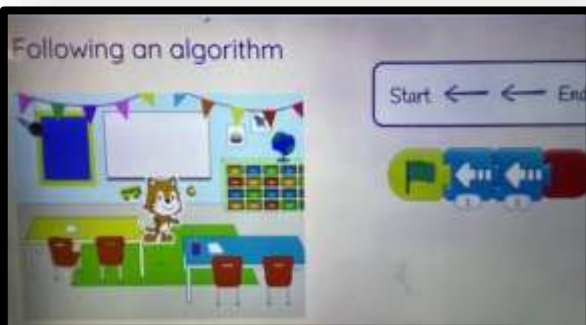 Following an algorithm
Start ← ← End